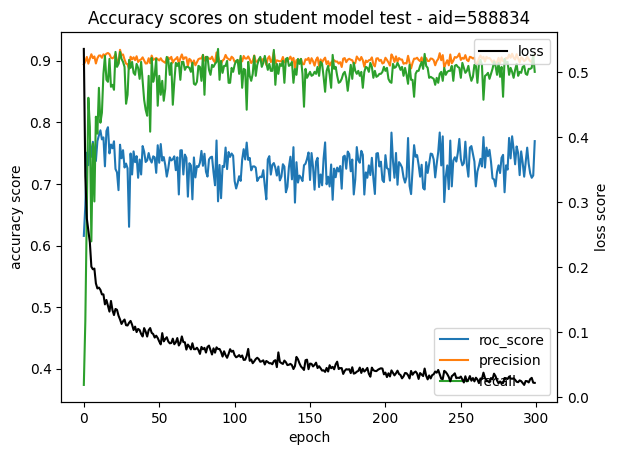 Accuracy scores on student model test - aid=588834
loss
accuracy score
0.9
0.8
0.7
0.6
0.5
0.4
0.5
0.4
0.3
0.2
0.1
0.0
loss score
roc_score
precision
recall
0 50 100 150 200 250 300
epoch